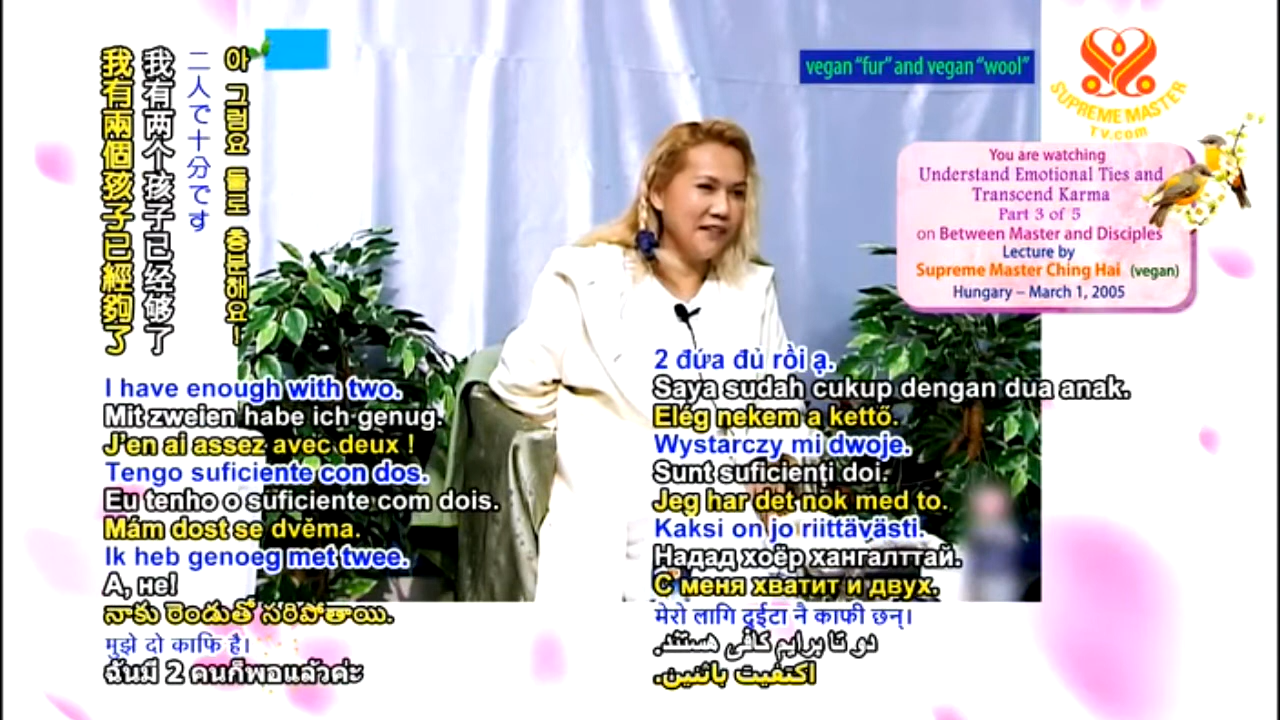 我有兩個孩子已經夠了
我有两个孩子已经够了
二人で十分です
아 그럼요 둘로 충분해요!
vegan “fur” and vegan “wool”
SUPREME MASTER
TV.com
You are watching
Understand Emotional Ties and
Transcend Karma
Part 3 of 5
on Between Master and Disciples
Lecture by
Supreme Master Ching Hai (vegan)
Hungary – March 1, 2005
I have enough with two.
Mit zweien habe ich genug.
J'en ai assez avec deux !
Tengo suficiente con dos.
Eu tenho o suficiente com dois.
Mám dost se dvěma.
Ik heb genoeg met twee.
А, не!
నాకు రెండుతో సరిపోతాయి.
मुझे दो काफि है।
ฉันมี 2 คนก็พอแล้วค่ะ
2 đứa đủ rồi ạ.
Saya sudah cukup dengan dua anak.
Elég nekem a kettő.
Wystarczy mi dwoje.
Sunt suficienți doi.
Jeg har det nok med to.
Kaksi on jo riittävästi.
Надад хоёр хангалттай.
С меня хватит и двух.
मेरो लागि दुईटा नै काफी छन्।
دو تا برایم کافی هستند.
اكتفيت باثنين.